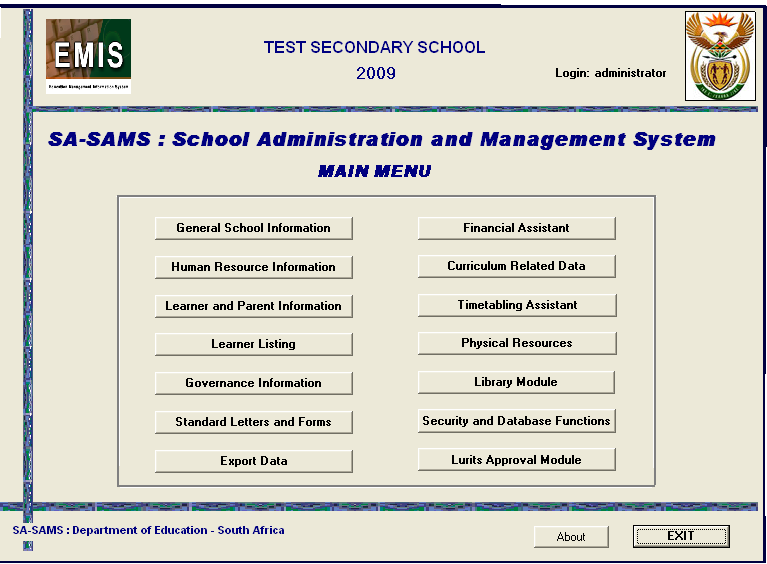 EMIS
Education Management Information System
TEST SECONDARY SCHOOL
2009
Login: administrator
SA-SAMS : School Administration and Management System
MAIN MENU
General School Information
Financial Assistant
Human Resource Information
Curriculum Related Data
Learner and Parent Information
Timetabling Assistant
Learner Listing
Physical Resources
Governance Information
Library Module
Standard Letters and Forms
Security and Database Functions
Export Data
Lurits Approval Module
SA-SAMS : Department of Education - South Africa
About
EXIT